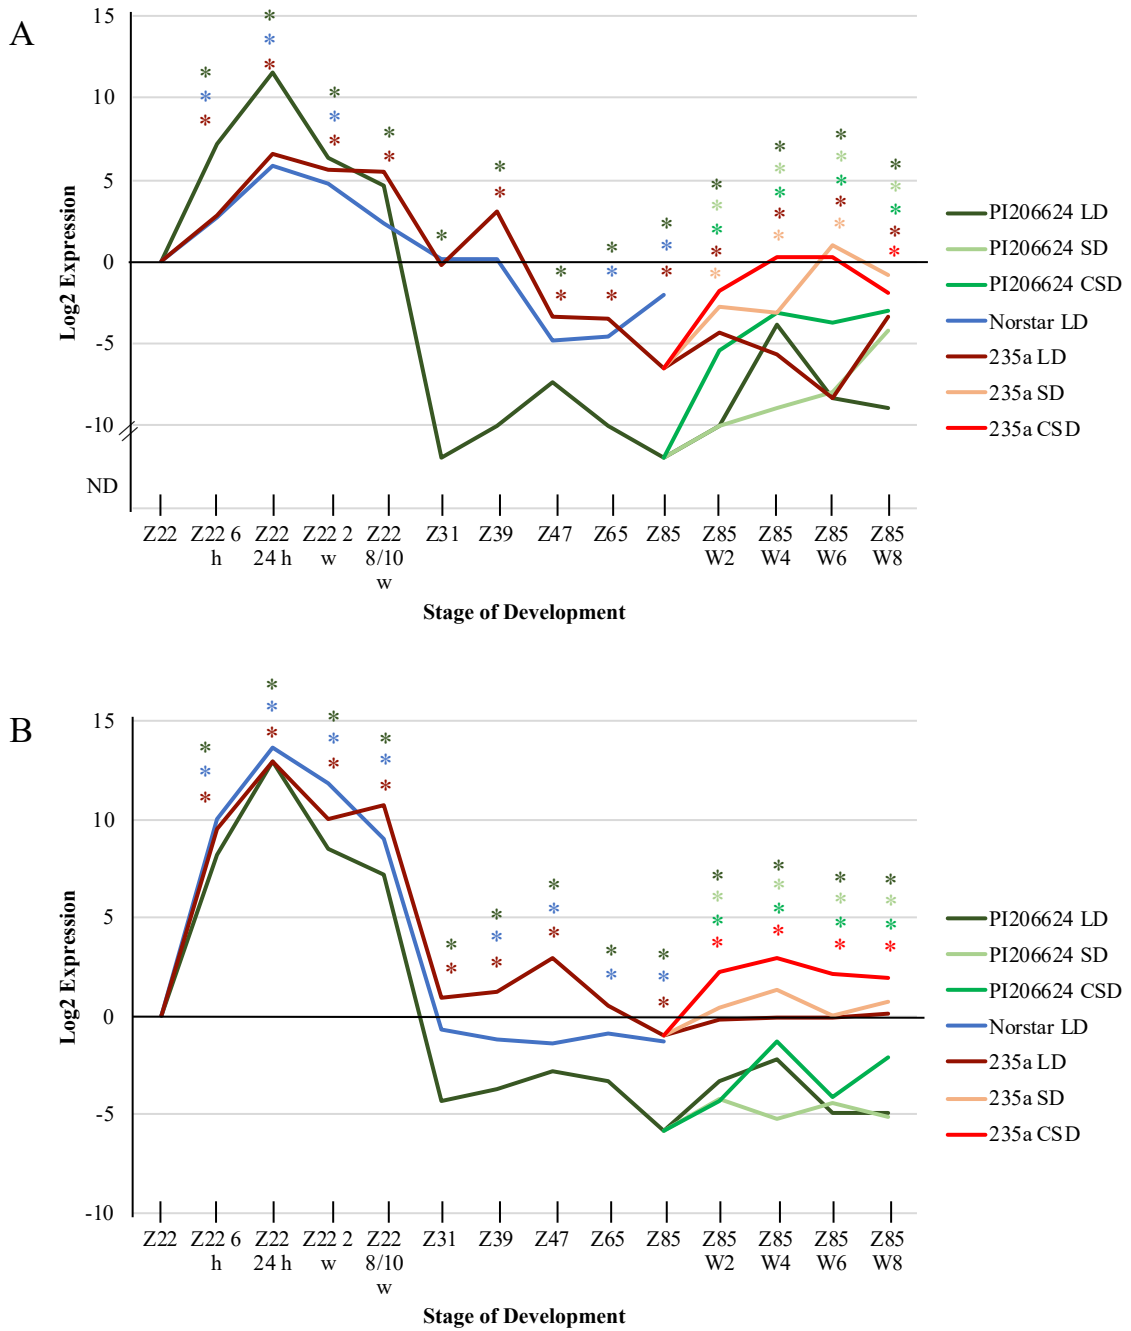 A
15
10
5
0
-5
-10
ND
Log2 Expression
* * * * * * * * * * * * * * * * * * * * * * * * * * * * * * * * * * * * * * * * *
Z22 Z22 6 Z22 Z22 2 Z22 Z31 Z39 Z47 Z65 Z85 Z85 Z85 Z85 Z85
h 24 h w 8/10 W2 W4 W6 W8
w
Stage of Development
PI206624 LD
PI206624 SD
PI206624 CSD
Norstar LD
235a LD
235a SD
235a CSD
B
15
10
5
0
-5
-10
Log2 Expression
Z22 Z22 6 Z22 Z22 2 Z22 Z31 Z39 Z47 Z65 Z85 Z85 Z85 Z85 Z85
h 24 h w 8/10 W2 W4 W6 W8
w
Stage of Development
PI206624 LD
PI206624 SD
PI206624 CSD
Norstar LD
235a LD
235a SD
235a CSD